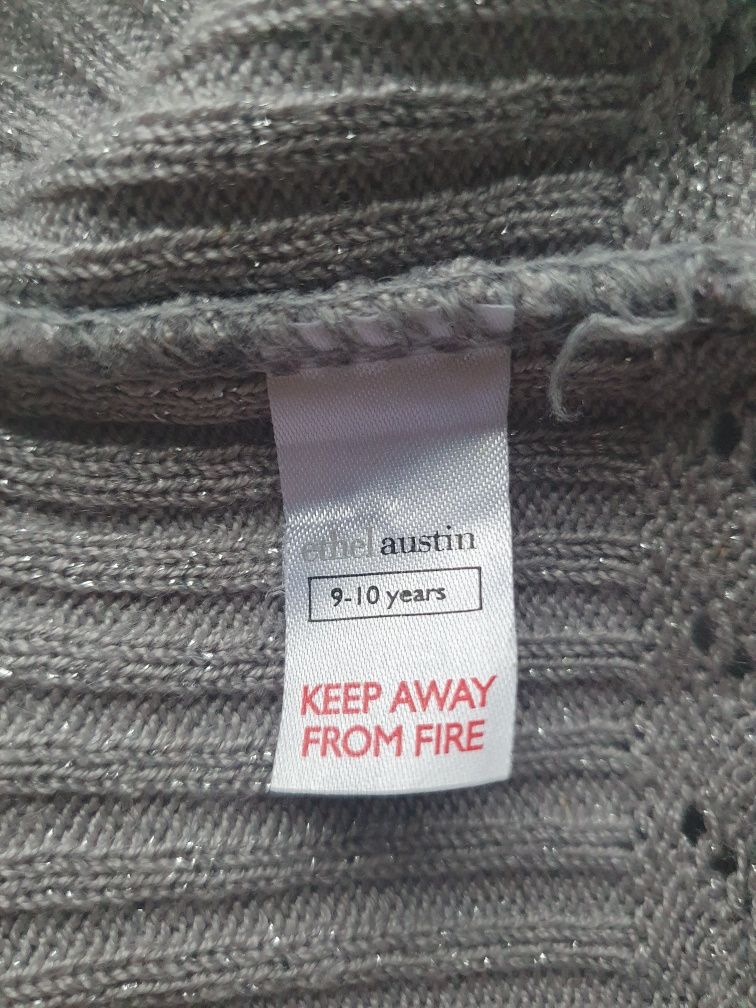 ethel austin
9-10 years
KEEP AWAY
FROM FIRE